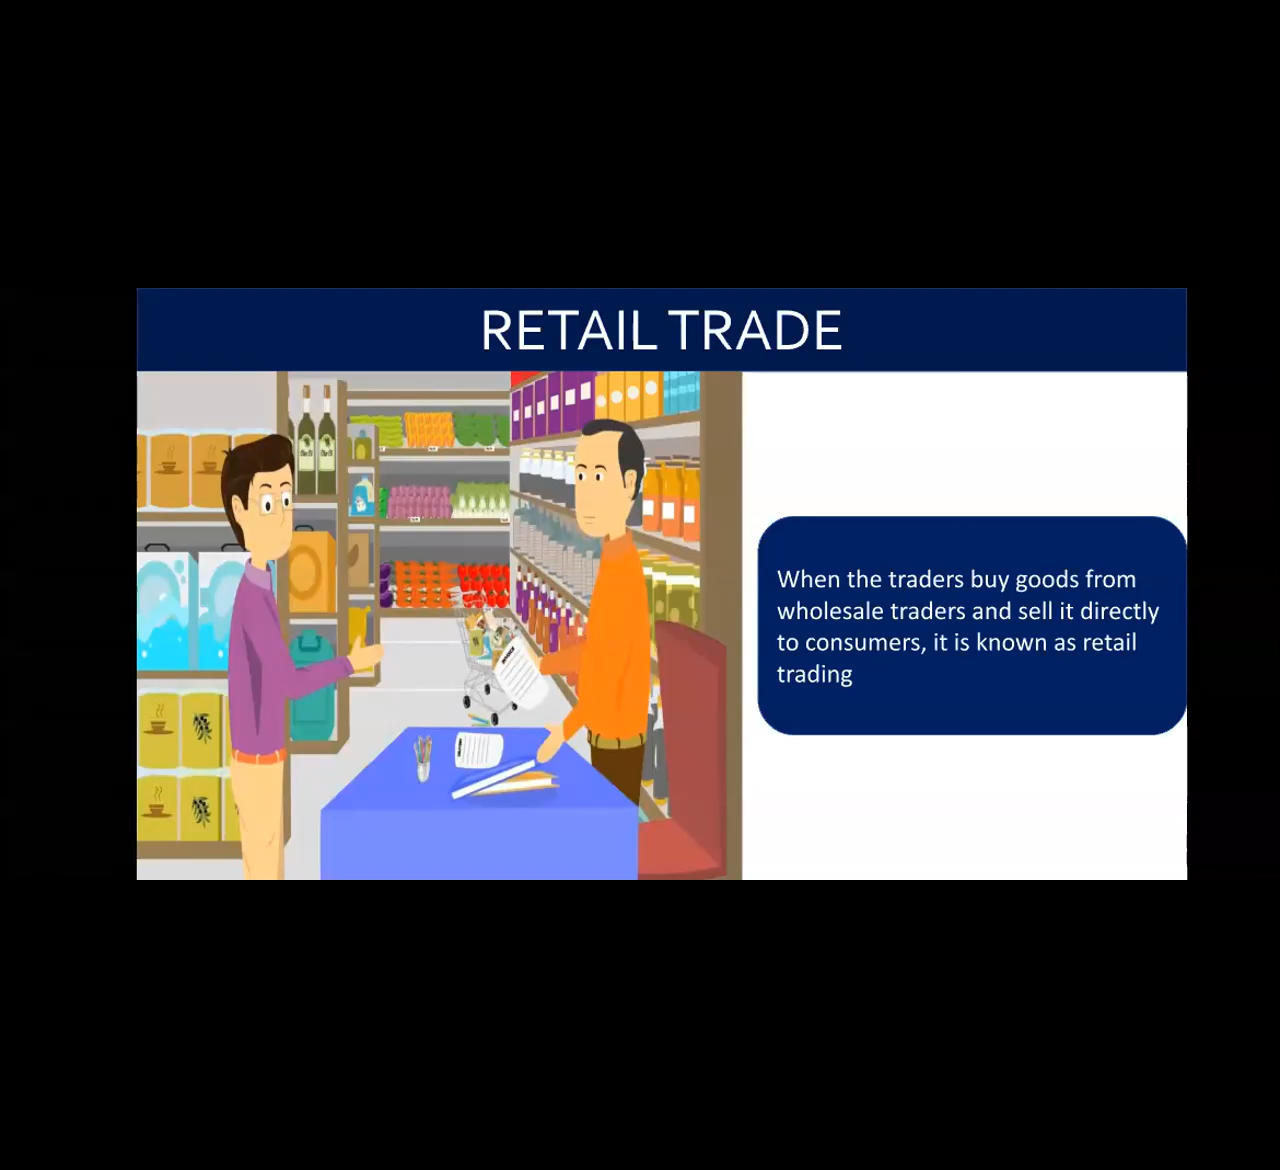 RETAIL TRADE
When the traders buy goods from
wholesale traders and sell it directly
to consumers, it is known as retail
trading
INVOICE